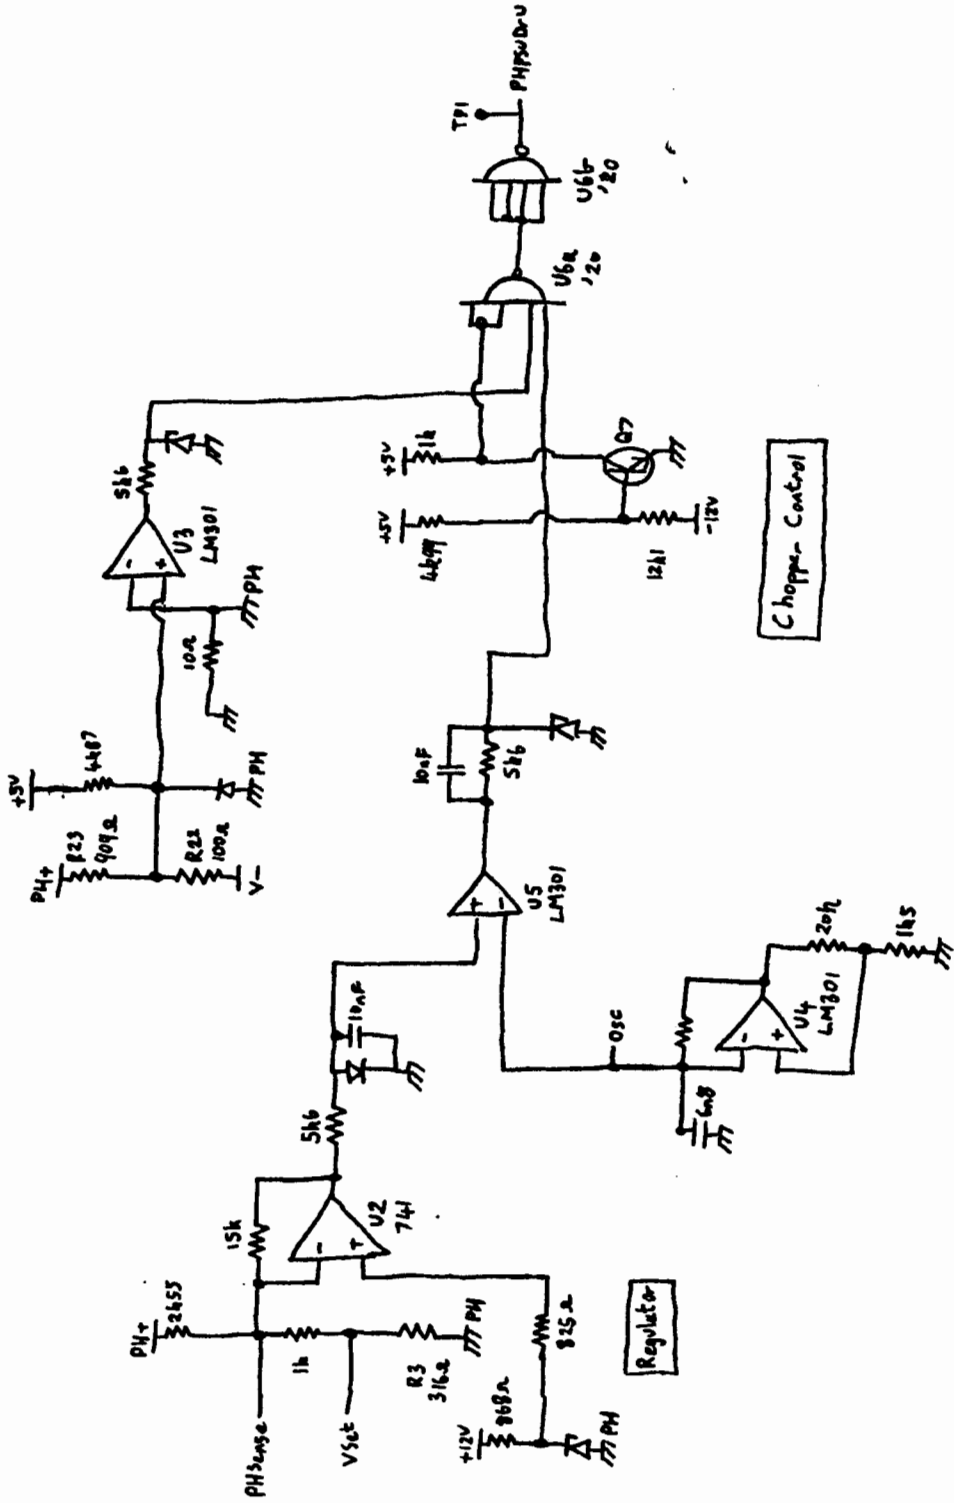 PH+
2k55
PHSense
15k
1k
Vset
R3
316Ω
PH
+12V
868Ω
PH
825Ω
-
+
U2
741
5k6
10nF
Regulator
Osc
6n8
-
+
U4
LM301
20k
1k5
+
-
U5
LM301
10nF
5k6
PH+
R23
909Ω
R22
100Ω
V-
+5V
4k87
PH
10Ω
PH
-
+
U3
LM301
5k6
+5V
4k99
+5V
1k
Q7
12k1
-12V
U6a
'20
U6b
'20
TP1
PHPSUDrv
Chopper Control